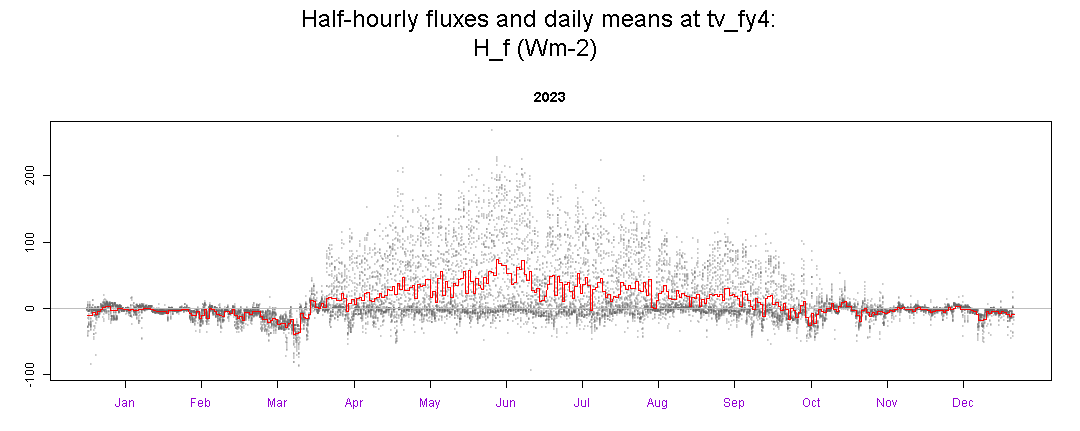 Half-hourly fluxes and daily means at tv_fy4:
H_f (Wm-2)
2023
200
100
0
-100
Jan Feb Mar Apr May Jun Jul Aug Sep Oct Nov Dec